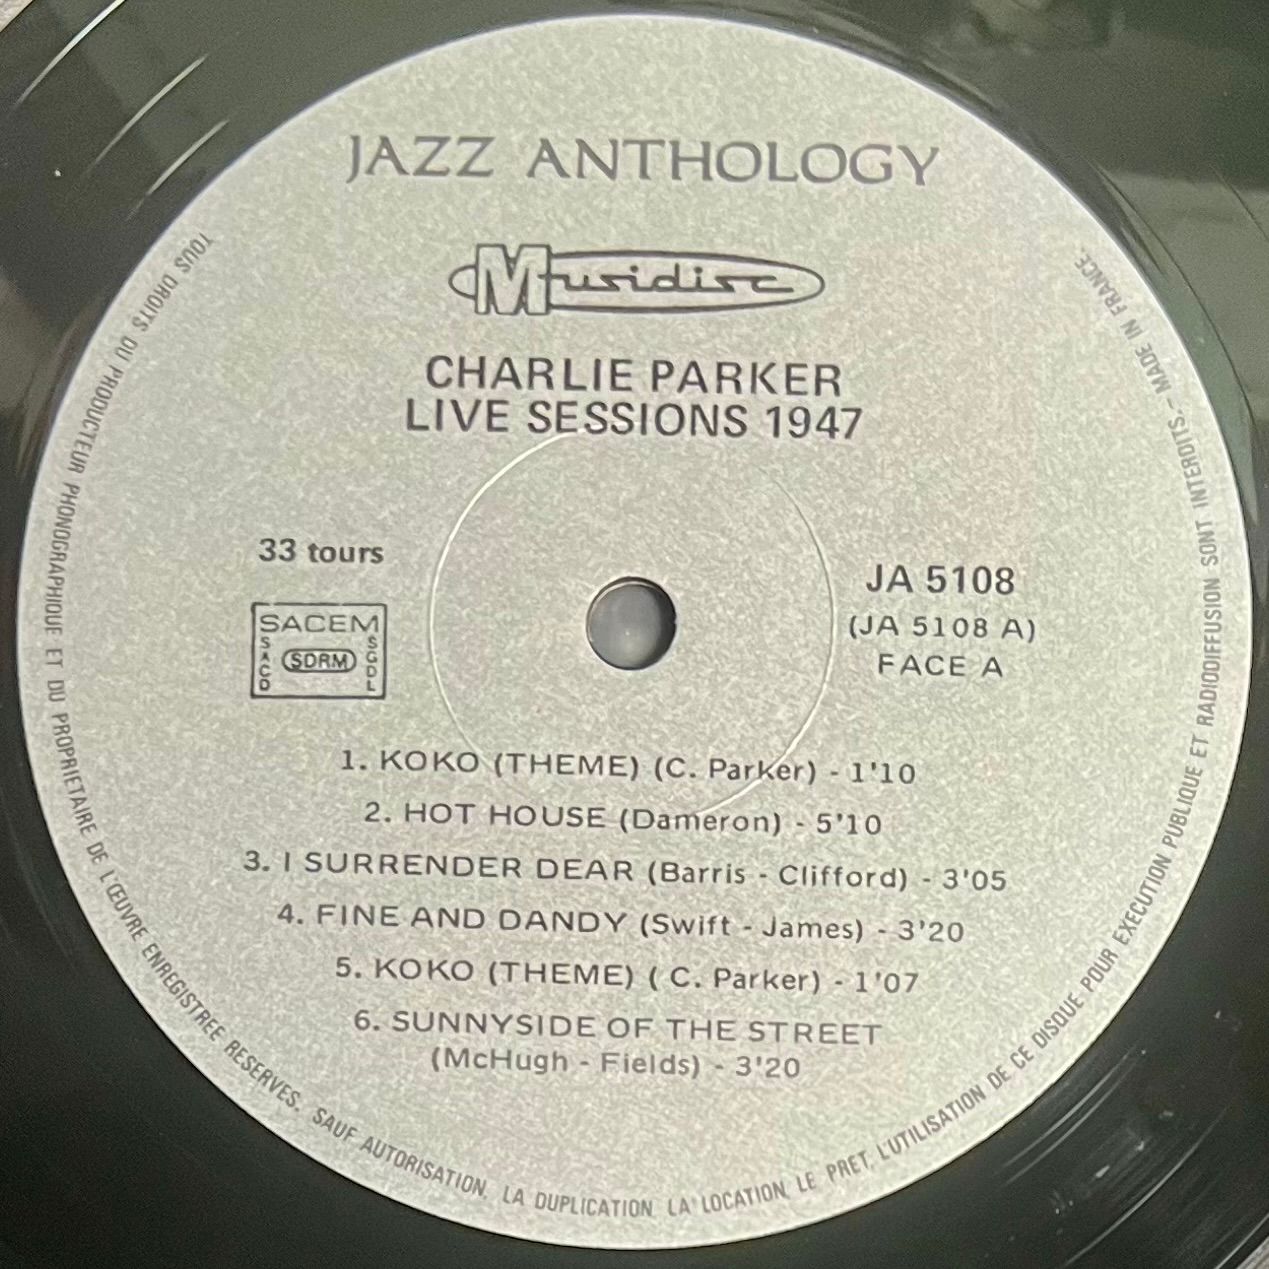 JAZZ ANTHOLOGY
Musidisc
CHARLIE PARKER
LIVE SESSIONS 1947
33 tours
SACEM
SACD
SDRM
SGDL
JA 5108
(JA 5108 A)
FACE A
1. KOKO (THEME) (C. Parker) - 1'10
2. HOT HOUSE (Dameron) - 5'10
3. I SURRENDER DEAR (Barris - Clifford) - 3'05
4. FINE AND DANDY (Swift - James) - 3'20
5. KOKO (THEME) ( C. Parker) - 1'07
6. SUNNYSIDE OF THE STREET
(McHugh - Fields) - 3'20
TOUS DROITS DU PRODUCTEUR PHONOGRAPHIQUE ET DU PROPRIETAIRE DE L'ŒUVRE ENREGISTREE RESERVES. SAUF AUTORISATION, LA DUPLICATION, LA LOCATION, LE PRET, L'UTILISATION DE CE DISQUE POUR EXECUTION PUBLIQUE ET RADIODIFFUSION SONT INTERDITS. - MADE IN FRANCE.